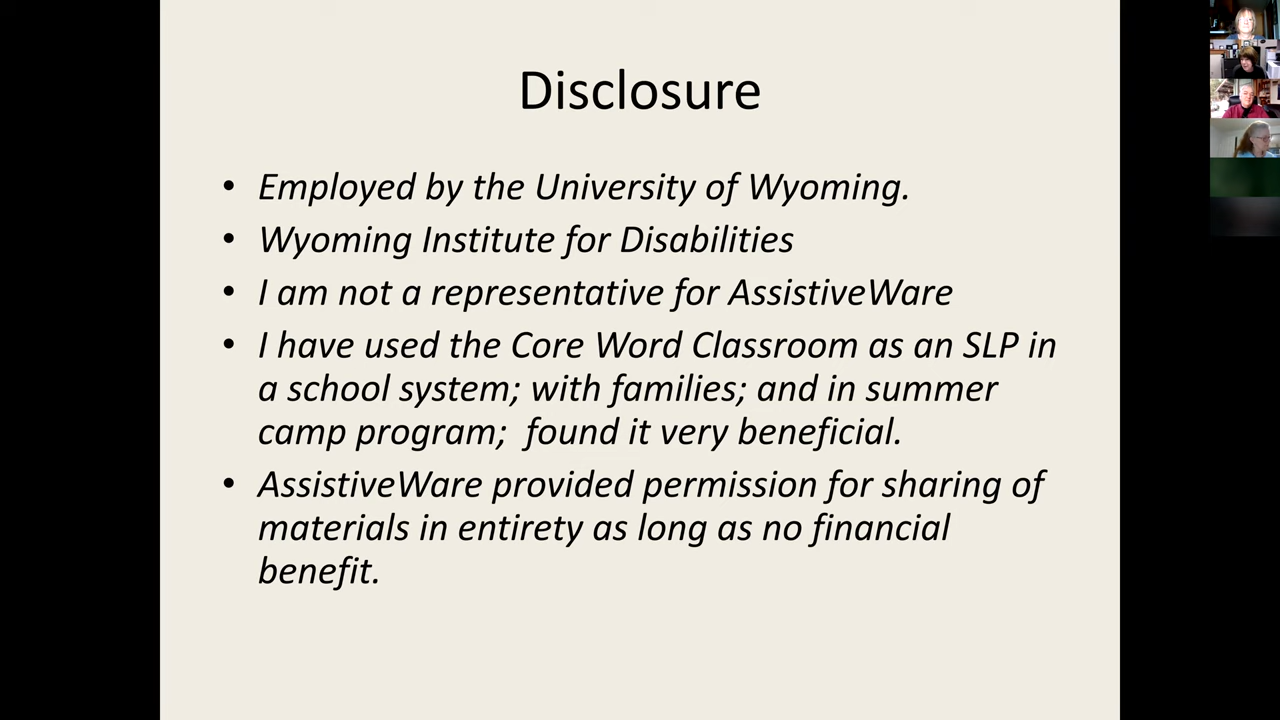 Disclosure
• Employed by the University of Wyoming.
• Wyoming Institute for Disabilities
• I am not a representative for AssistiveWare
• I have used the Core Word Classroom as an SLP in
a school system; with families; and in summer
camp program;  found it very beneficial.
• AssistiveWare provided permission for sharing of
materials in entirety as long as no financial
benefit.